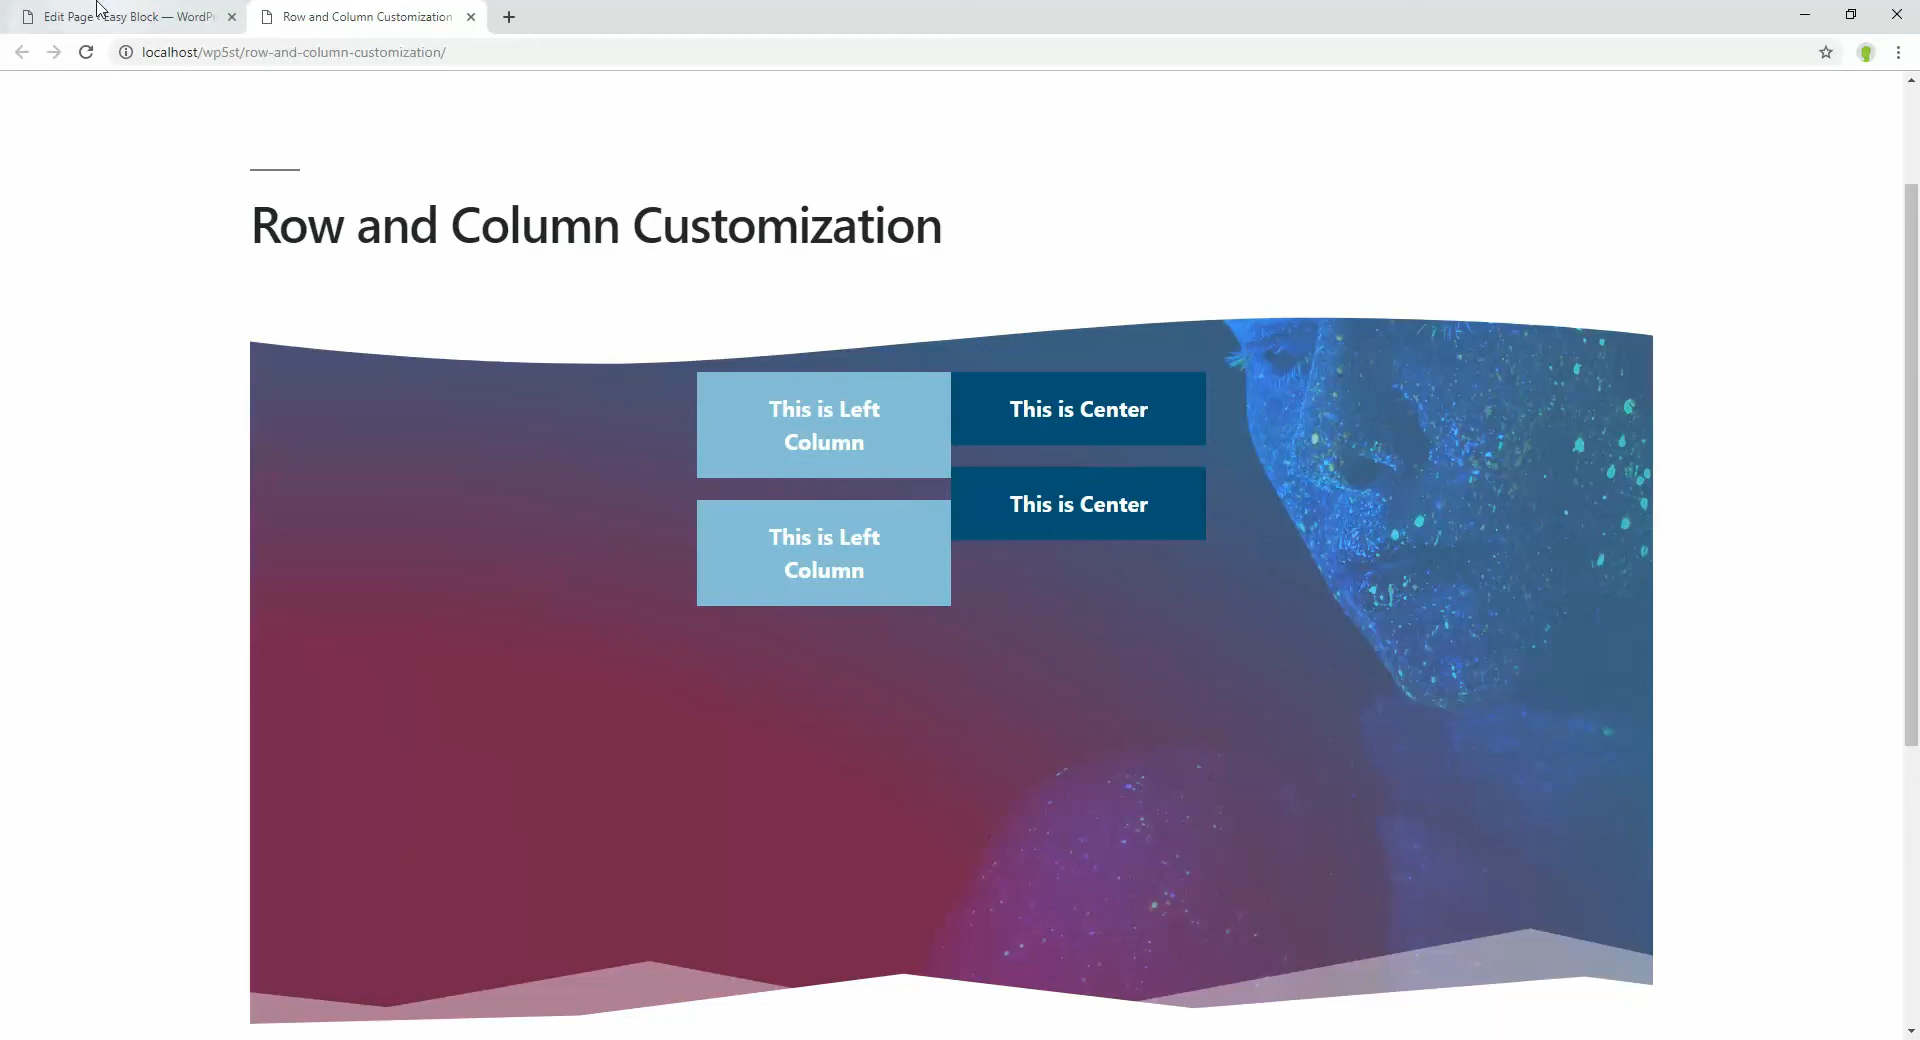 Edit Page Easy Block — WordP
Row and Column Customization
localhost/wp5st/row-and-column-customization/
Row and Column Customization
This is Left
Column
This is Center
This is Center
This is Left
Column